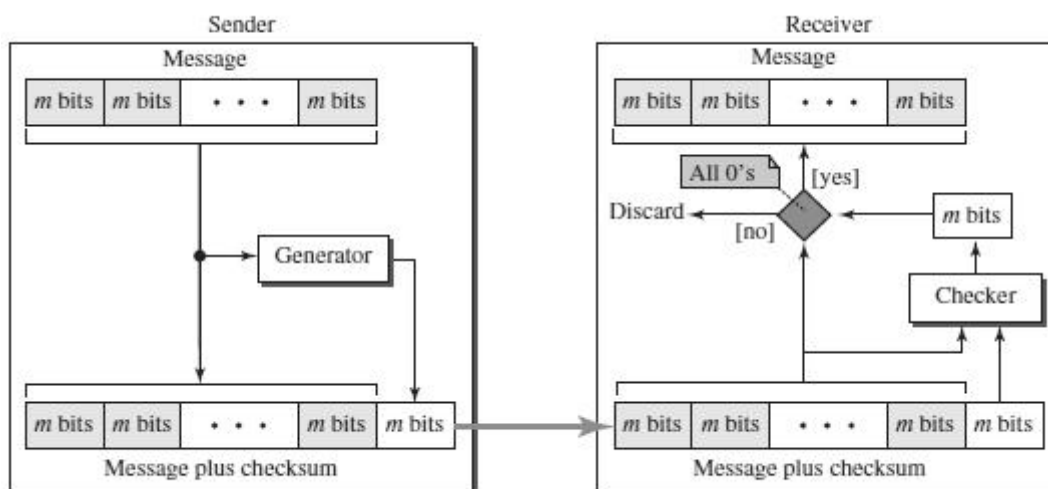 Sender
Message
m bits m bits • • • m bits
Generator
m bits m bits • • • m bits m bits
Message plus checksum
Receiver
Message
m bits m bits • • • m bits
All 0's
[yes]
Discard
[no]
m bits
Checker
m bits m bits • • • m bits m bits
Message plus checksum